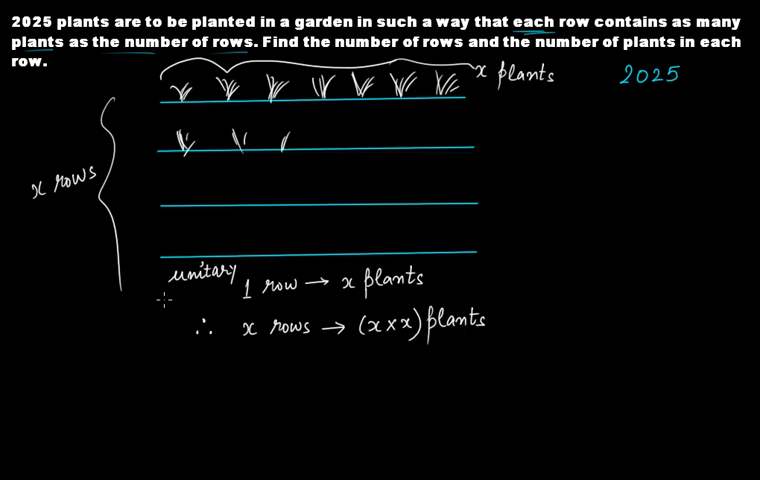 2025 plants are to be planted in a garden in such a way that each row contains as many
plants as the number of rows. Find the number of rows and the number of plants in each
row.
x plants
2025
x rows
unitary
1 row → x plants
∴ x rows → (x×x) plants